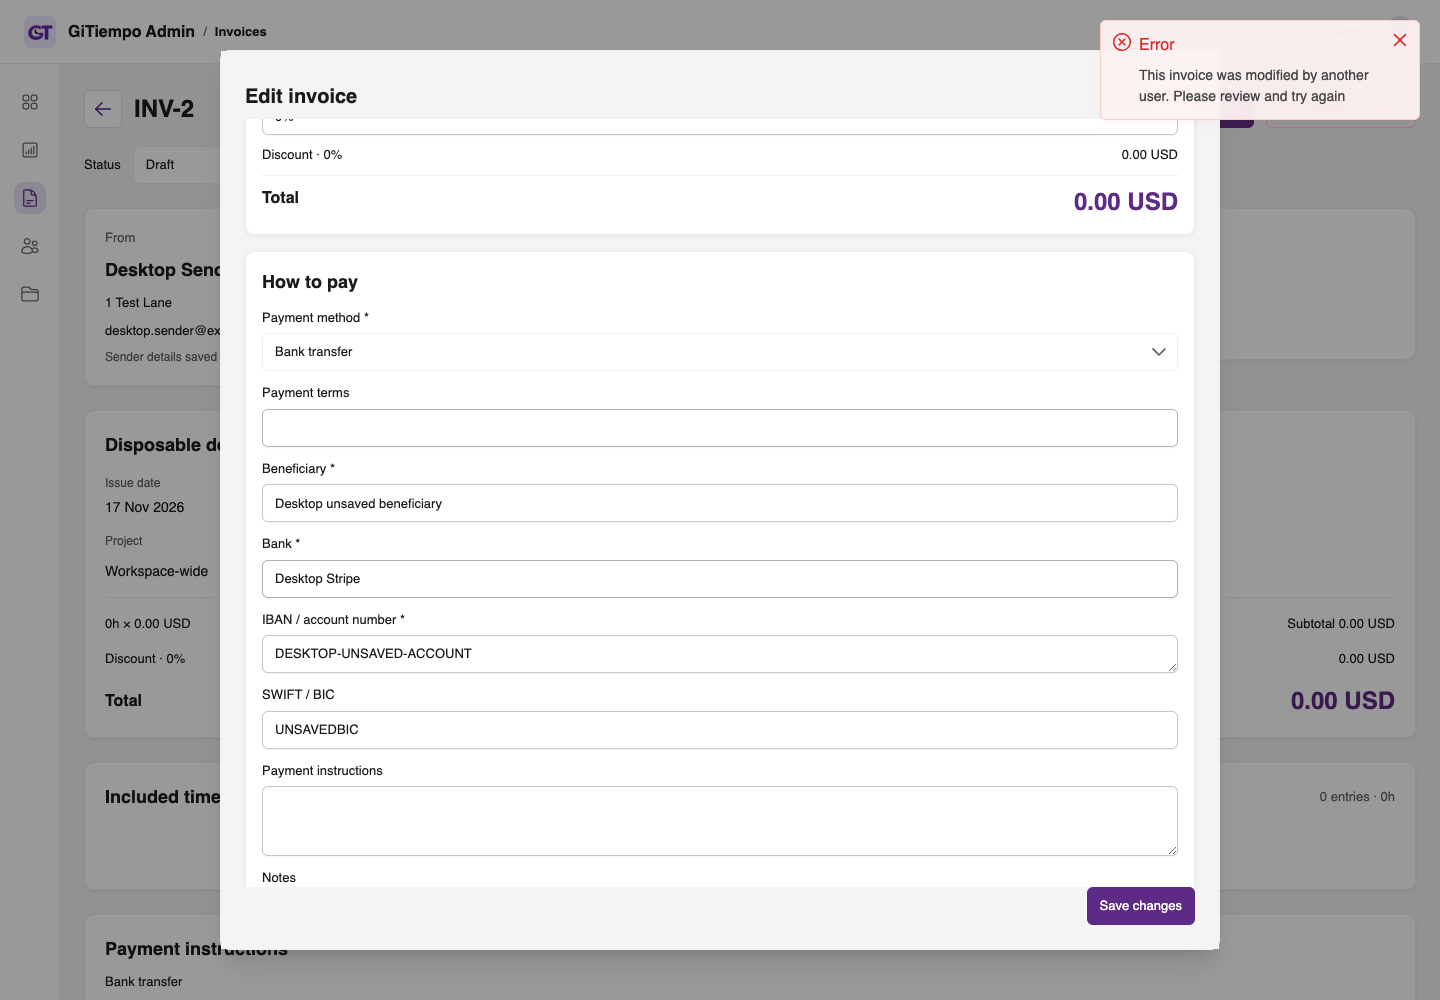 GT GiTiempo Admin / Invoices
Error
This invoice was modified by another
user. Please review and try again
INV-2
Status Draft
From
Desktop Send
1 Test Lane
desktop.sender@ex
Sender details saved
Disposable de
Issue date
17 Nov 2026
Project
Workspace-wide
0h × 0.00 USD
Subtotal 0.00 USD
Discount · 0%
0.00 USD
Total
0.00 USD
Included time
0 entries · 0h
Payment instructions
Bank transfer
Edit invoice
Discount · 0%
0.00 USD
Total
0.00 USD
How to pay
Payment method *
Bank transfer
Payment terms
Beneficiary *
Desktop unsaved beneficiary
Bank *
Desktop Stripe
IBAN / account number *
DESKTOP-UNSAVED-ACCOUNT
SWIFT / BIC
UNSAVEDBIC
Payment instructions
Notes
Save changes